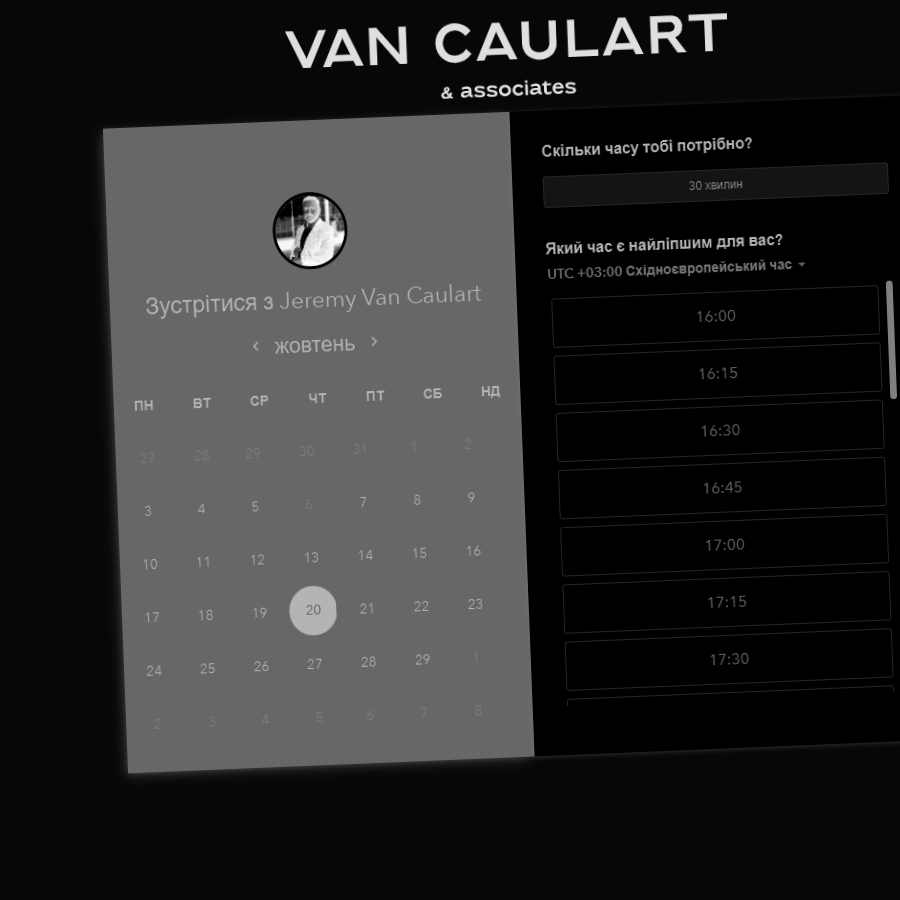 VAN CAULART
& associates
Зустрітися з Jeremy Van Caulart
‹ жовтень ›
ПН ВТ СР ЧТ ПТ СБ НД
27 28 29 30 31 1 2
3 4 5 6 7 8 9
10 11 12 13 14 15 16
17 18 19 20 21 22 23
24 25 26 27 28 29 1
2 3 4 5 6 7 8
Скільки часу тобі потрібно?
30 хвилин
Який час є найліпшим для вас?
UTC +03:00 Східноєвропейський час
16:00
16:15
16:30
16:45
17:00
17:15
17:30